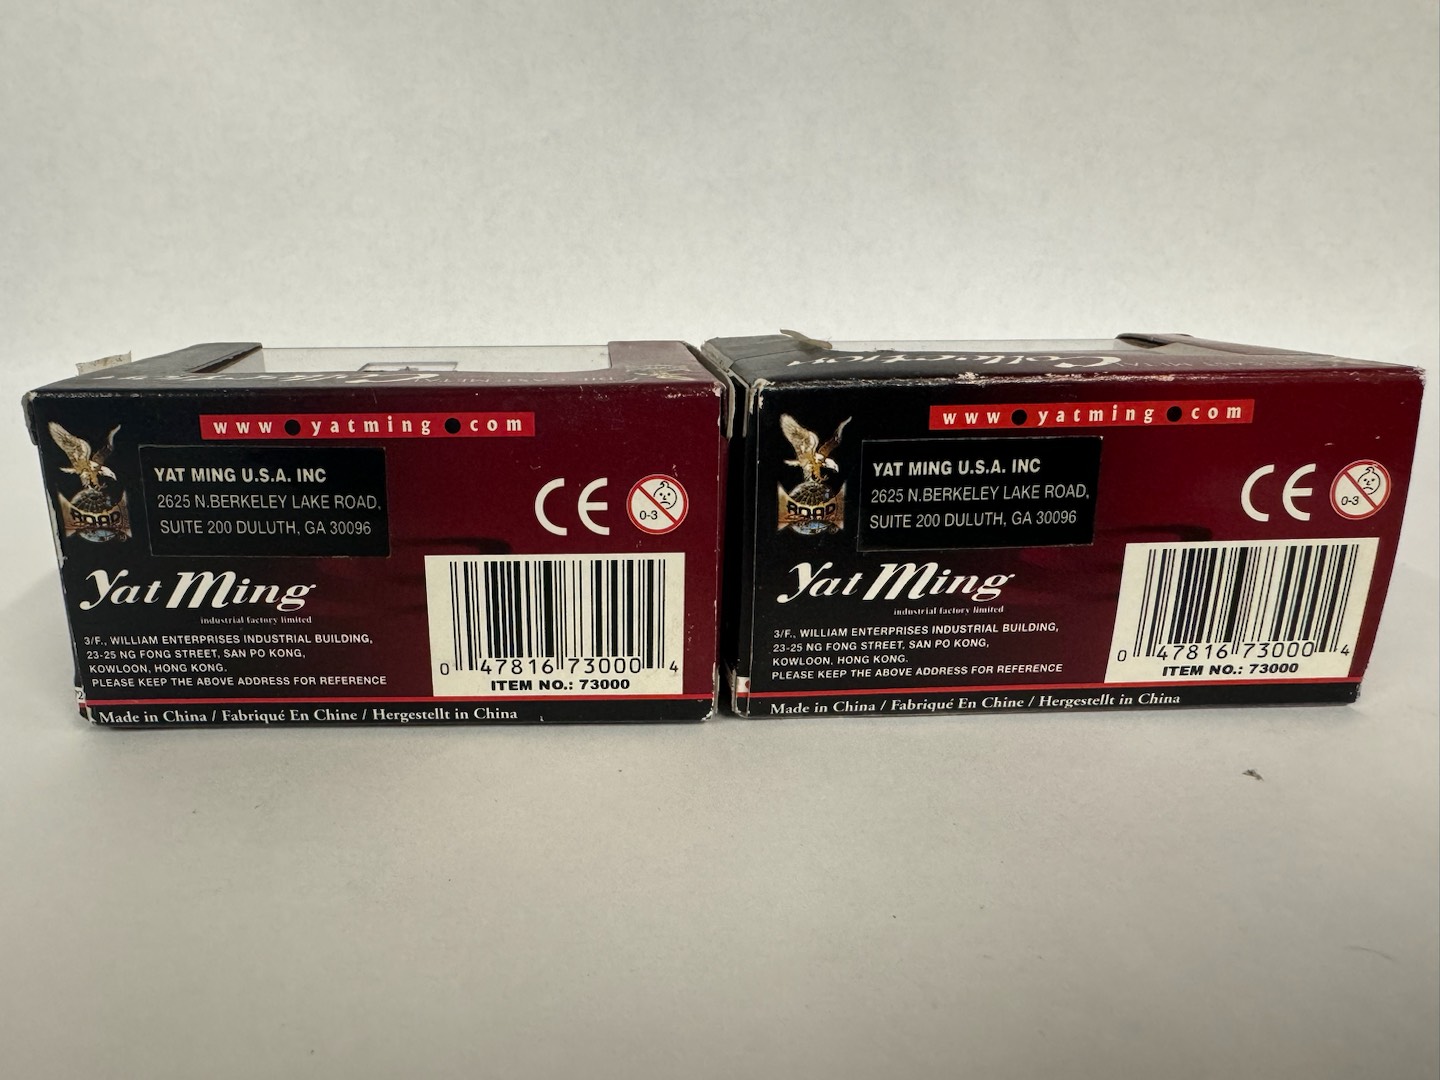 Collection
www.yatming.com
ROAD
YAT MING U.S.A. INC
2625 N.BERKELEY LAKE ROAD,
SUITE 200 DULUTH, GA 30096
CE
0-3
Yat Ming
industrial factory limited
3/F., WILLIAM ENTERPRISES INDUSTRIAL BUILDING,
23-25 NG FONG STREET, SAN PO KONG,
KOWLOON, HONG KONG.
PLEASE KEEP THE ABOVE ADDRESS FOR REFERENCE
0 47816 73000 4
ITEM NO.: 73000
Made in China / Fabriqué En Chine / Hergestellt in China
Collection
www.yatming.com
ROAD
YAT MING U.S.A. INC
2625 N.BERKELEY LAKE ROAD,
SUITE 200 DULUTH, GA 30096
CE
0-3
Yat Ming
industrial factory limited
3/F., WILLIAM ENTERPRISES INDUSTRIAL BUILDING,
23-25 NG FONG STREET, SAN PO KONG,
KOWLOON, HONG KONG.
PLEASE KEEP THE ABOVE ADDRESS FOR REFERENCE
0 47816 73000 4
ITEM NO.: 73000
Made in China / Fabriqué En Chine / Hergestellt in China